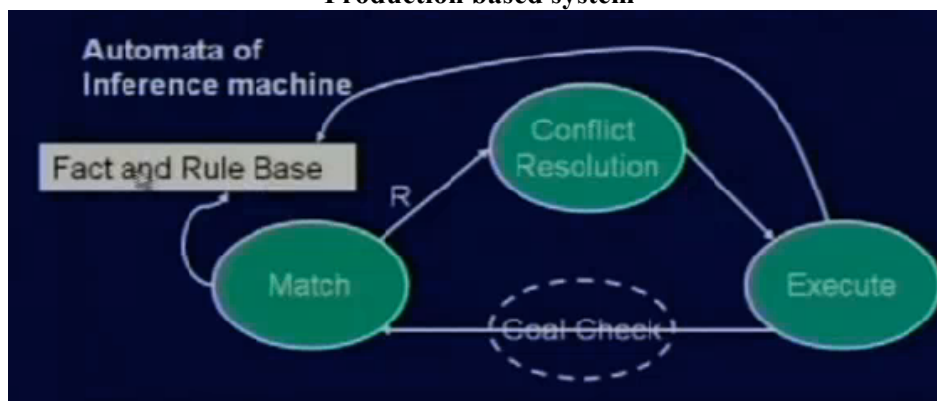 Production based system
Automata of
Inference machine
Fact and Rule Base
Conflict
Resolution
R
Match
Execute
Goal Check